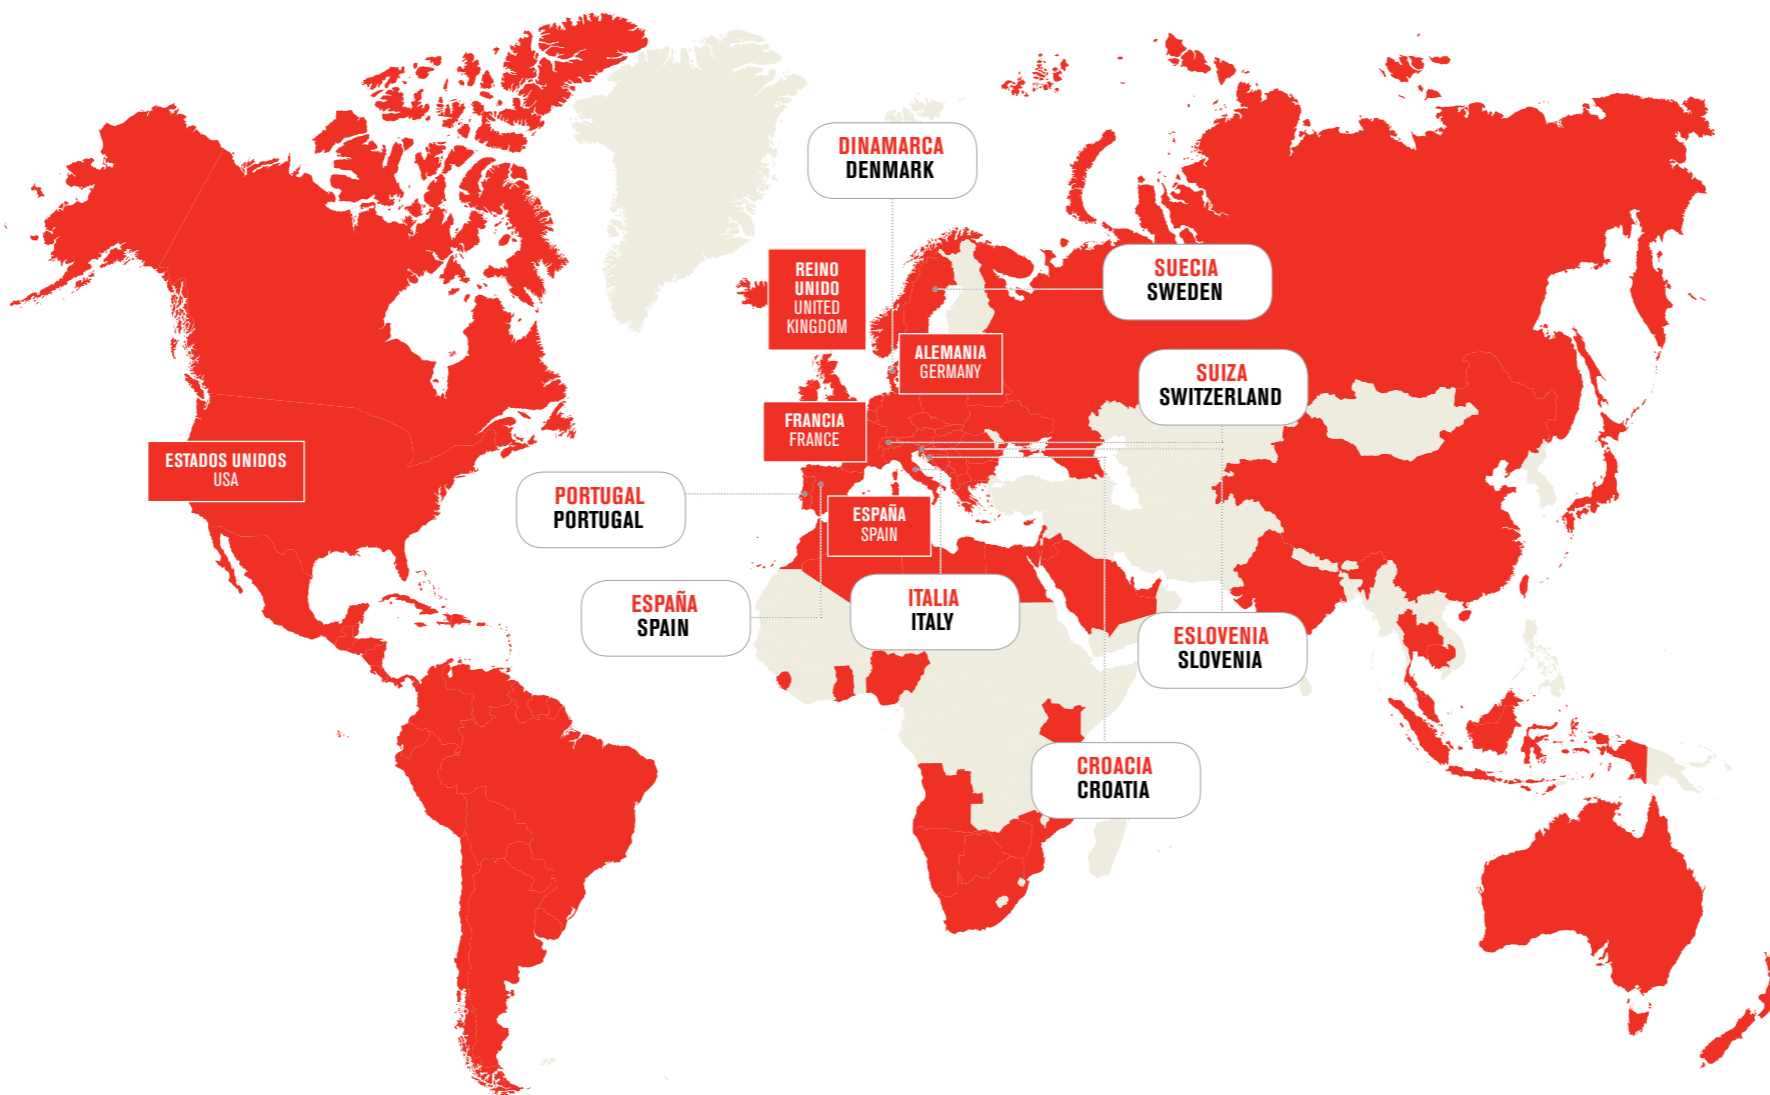 DINAMARCA
DENMARK
REINO
UNIDO
UNITED
KINGDOM
SUECIA
SWEDEN
ALEMANIA
GERMANY
SUIZA
SWITZERLAND
FRANCIA
FRANCE
ESTADOS UNIDOS
USA
PORTUGAL
PORTUGAL
ESPAÑA
SPAIN
ESPAÑA
SPAIN
ITALIA
ITALY
ESLOVENIA
SLOVENIA
CROACIA
CROATIA